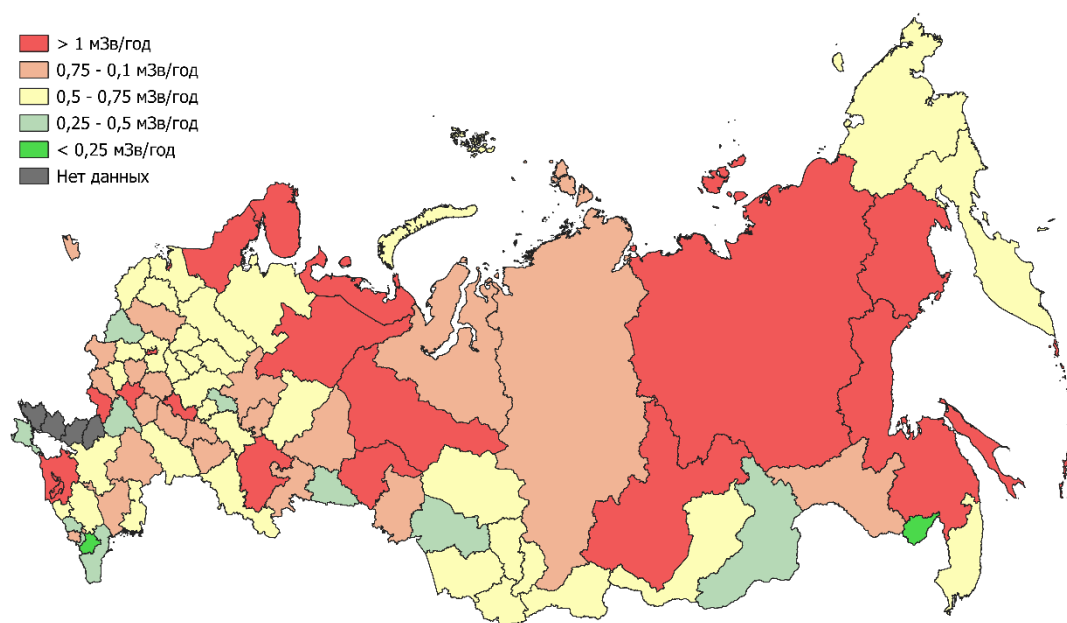 > 1 мЗв/год
0,75 - 0,1 мЗв/год
0,5 - 0,75 мЗв/год
0,25 - 0,5 мЗв/год
< 0,25 мЗв/год
Нет данных